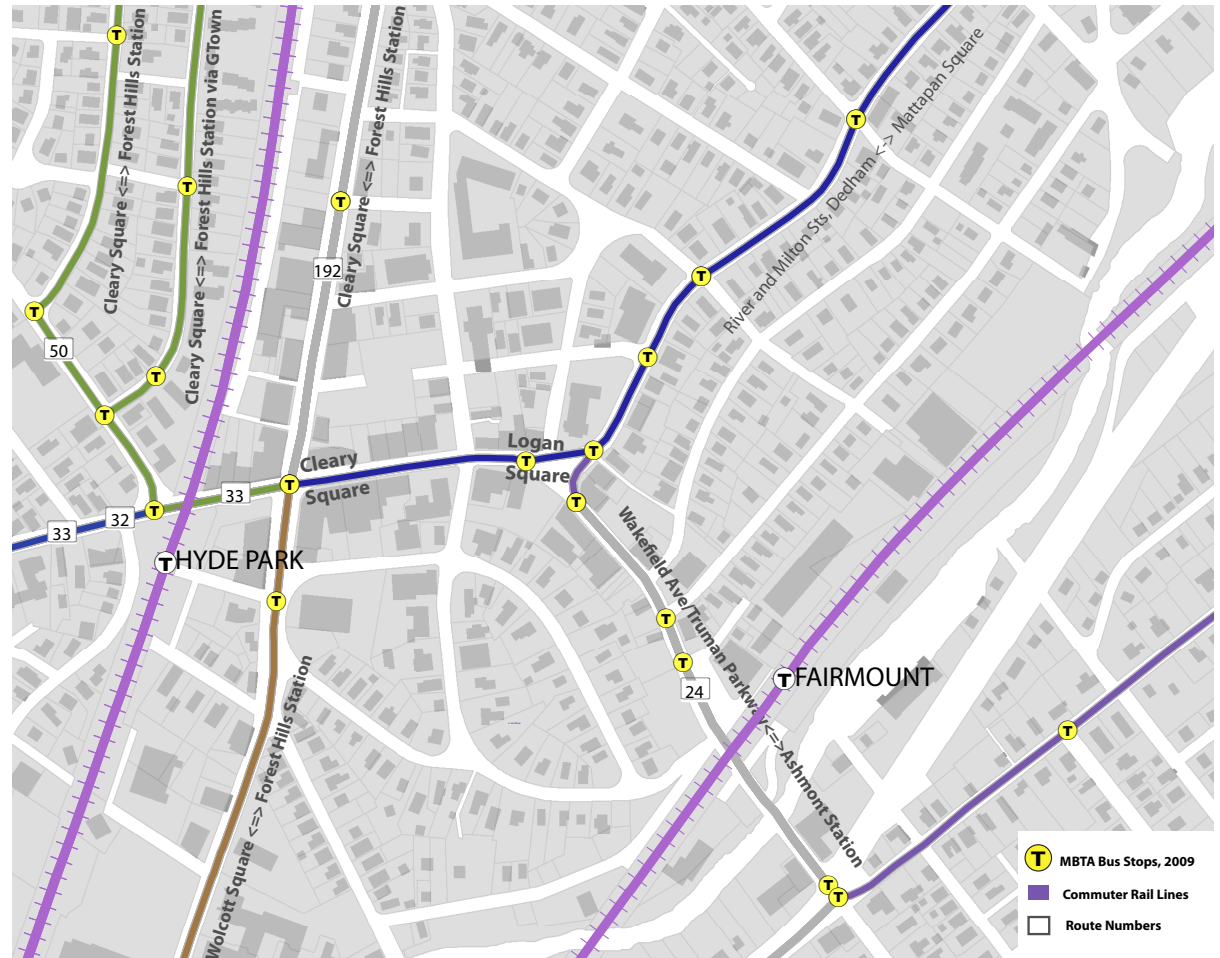 Cleary Square <=> Forest Hills Station
Cleary Square <=> Forest Hills Station via GTown
Cleary Square <=> Forest Hills Station
River and Milton Sts, Dedham <-> Mattapan Square
T
T
T
T
T
192
T
T
50
T
T
T
T
Logan
Square
T
Cleary
Square
T
33
T
T
32
33
T HYDE PARK
Wakefield Ave/Truman Parkway<=>Ashmont Station
T
T
T
24
T FAIRMOUNT
Wolcott Square <=> Forest Hills Station
T
T
T
T MBTA Bus Stops, 2009
Commuter Rail Lines
Route Numbers